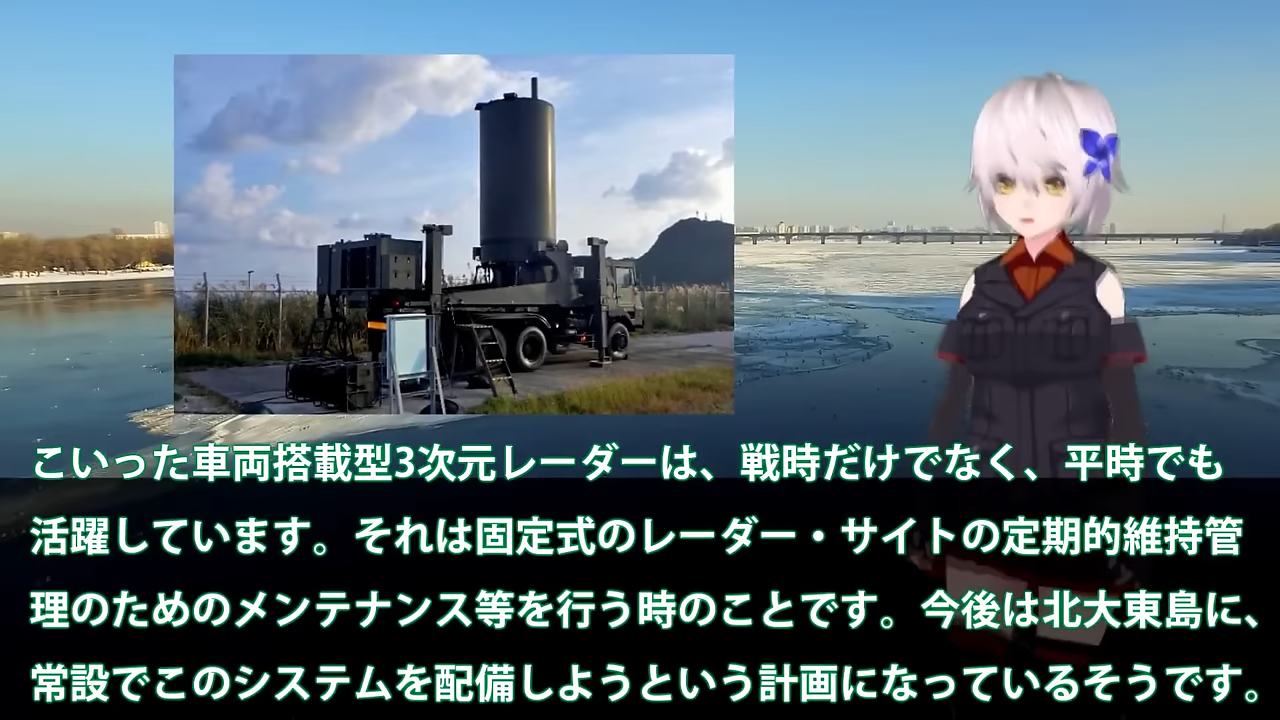 こいった車両搭載型3次元レーダーは、戦時だけでなく、平時でも
活躍しています。それは固定式のレーダー・サイトの定期的維持管
理のためのメンテナンス等を行う時のことです。今後は北大東島に、
常設でこのシステムを配備しようという計画になっているそうです。